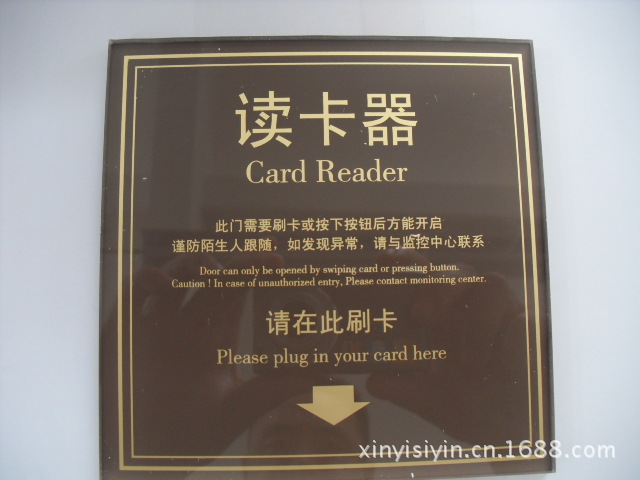 读卡器
Card Reader
此门需要刷卡或按下按钮后方能开启
谨防陌生人跟随，如发现异常，请与监控中心联系
Door can only be opened by swiping card or pressing button.
Caution ! In case of unauthorized entry, Please contact monitoring center.
请在此刷卡
Please plug in your card here
xinyisiyin.cn.1688.com